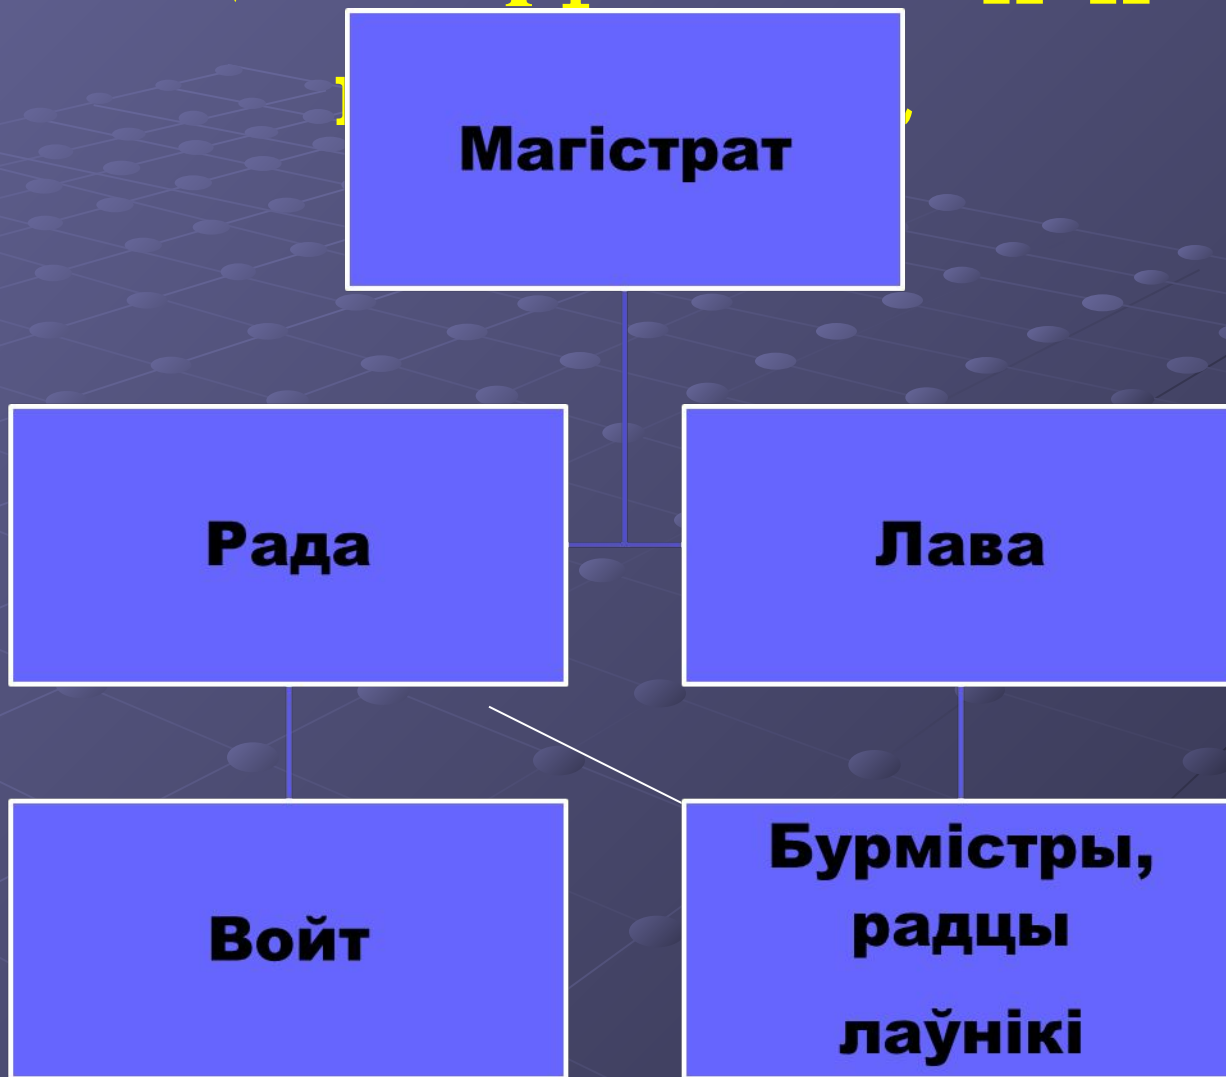 Магістрат
Рада
Лава
Войт
Бурмістры,
радцы
лаўнікі